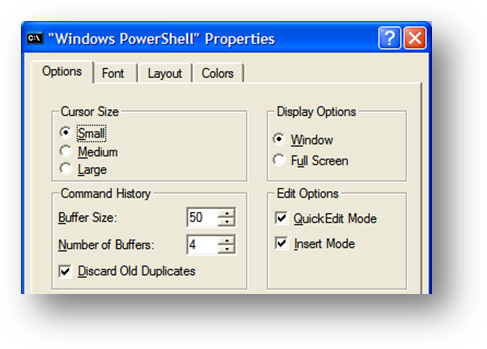 C:\ "Windows PowerShell" Properties ?
Options Font Layout Colors
Cursor Size
Small
Medium
Large
Display Options
Window
Full Screen
Command History
Buffer Size: 50
Number of Buffers: 4
Discard Old Duplicates
Edit Options
QuickEdit Mode
Insert Mode